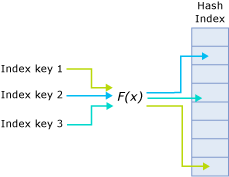 Hash
Index
Index key 1
Index key 2
Index key 3
F(x)